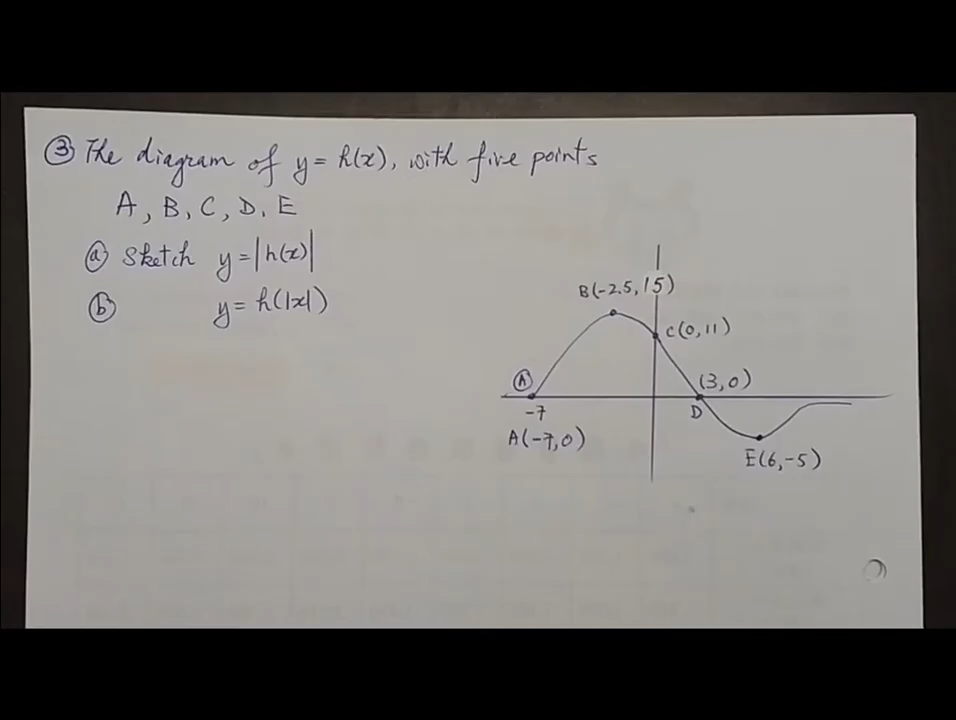 ③ The diagram of y = h(x), with five points
A, B, C, D, E
ⓐ Sketch y = |h(x)|
ⓑ y = h(|x|)
B(-2.5, 15)
C(0, 11)
Ⓐ
(3, 0)
-7
D
A(-7, 0)
E(6, -5)